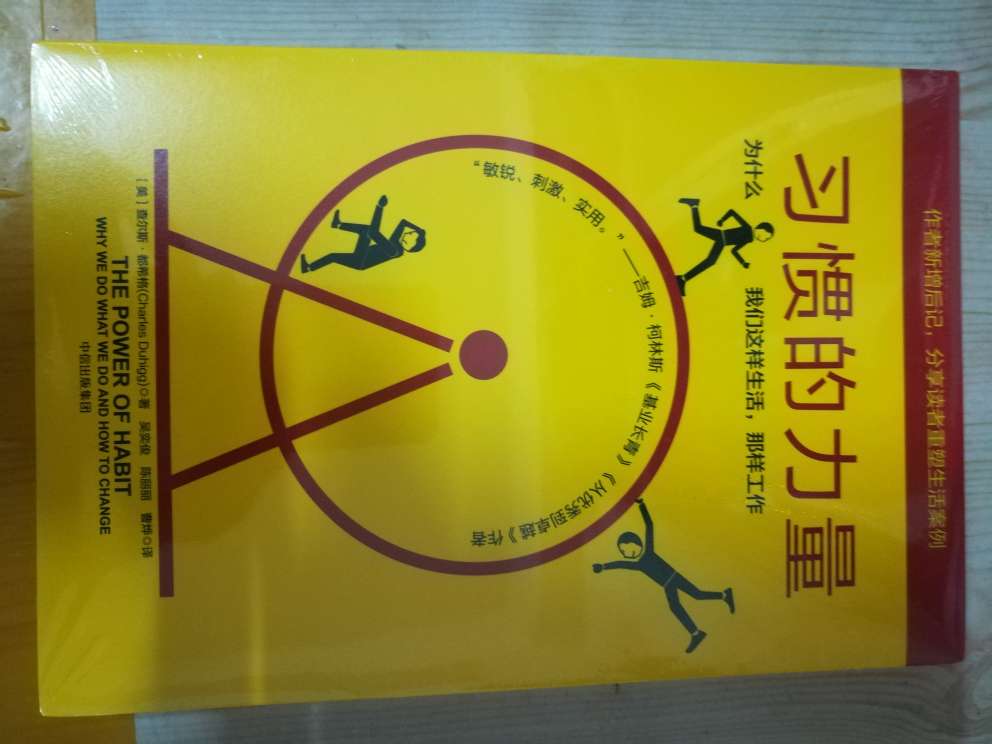 作者新增后记，分享读者重塑生活案例
习惯的力量
为什么 我们这样生活，那样工作
“敏锐、刺激、实用。”——吉姆·柯林斯《基业长青》《从优秀到卓越》作者
[美]查尔斯·都希格(Charles Duhigg)◎著 吴奕俊 陈丽丽 曹烨◎译
THE POWER OF HABIT
WHY WE DO WHAT WE DO AND HOW TO CHANGE
中信出版集团